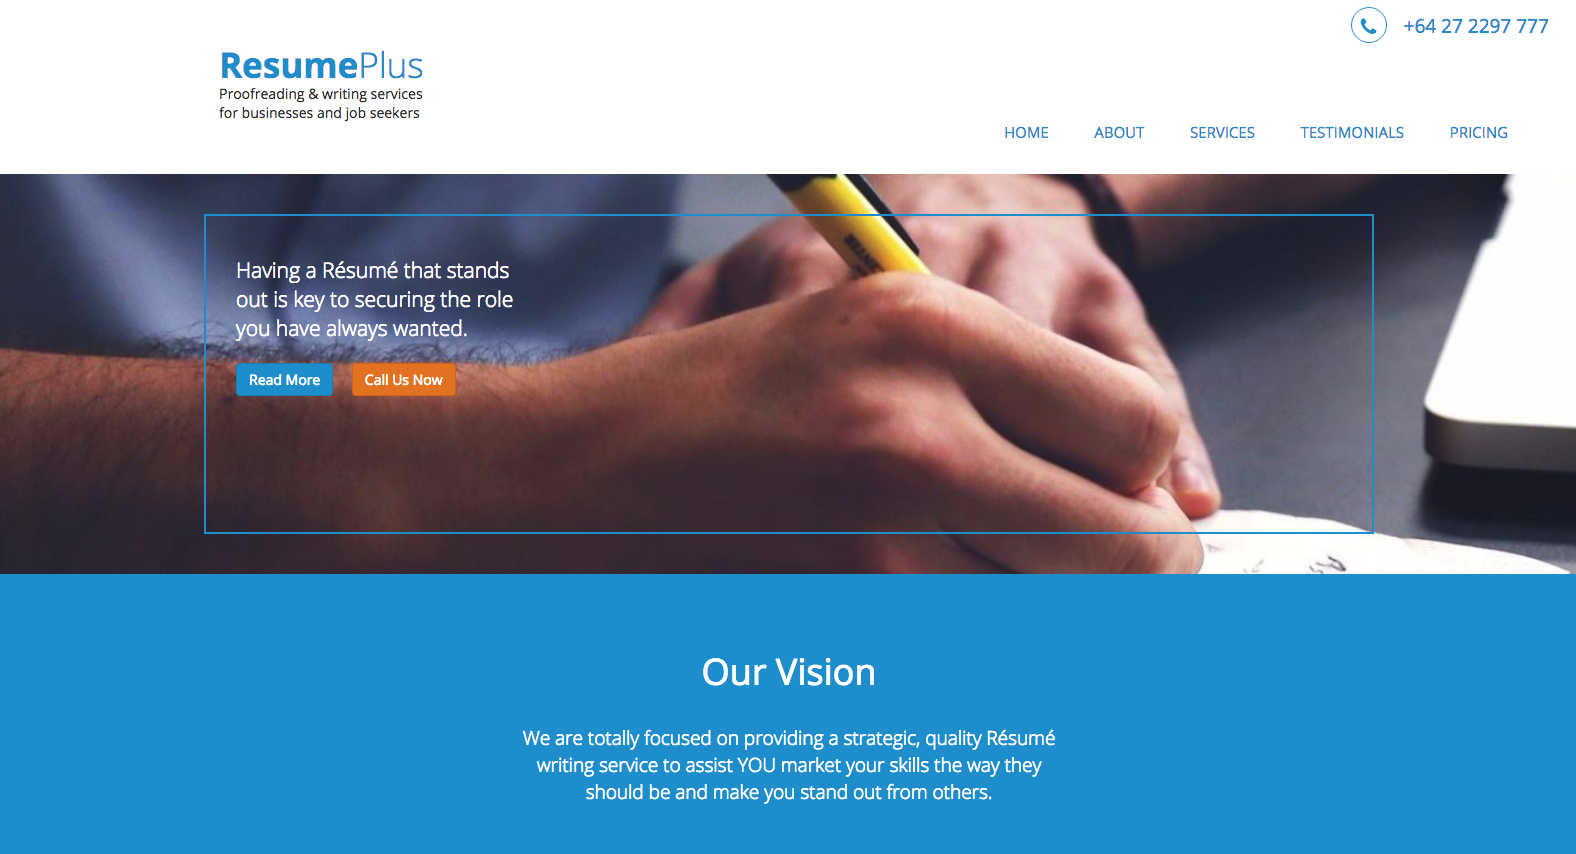 +64 27 2297 777
ResumePlus
Proofreading & writing services
for businesses and job seekers
HOME ABOUT SERVICES TESTIMONIALS PRICING
Having a Résumé that stands
out is key to securing the role
you have always wanted.
Read More Call Us Now
Our Vision
We are totally focused on providing a strategic, quality Résumé
writing service to assist YOU market your skills the way they
should be and make you stand out from others.